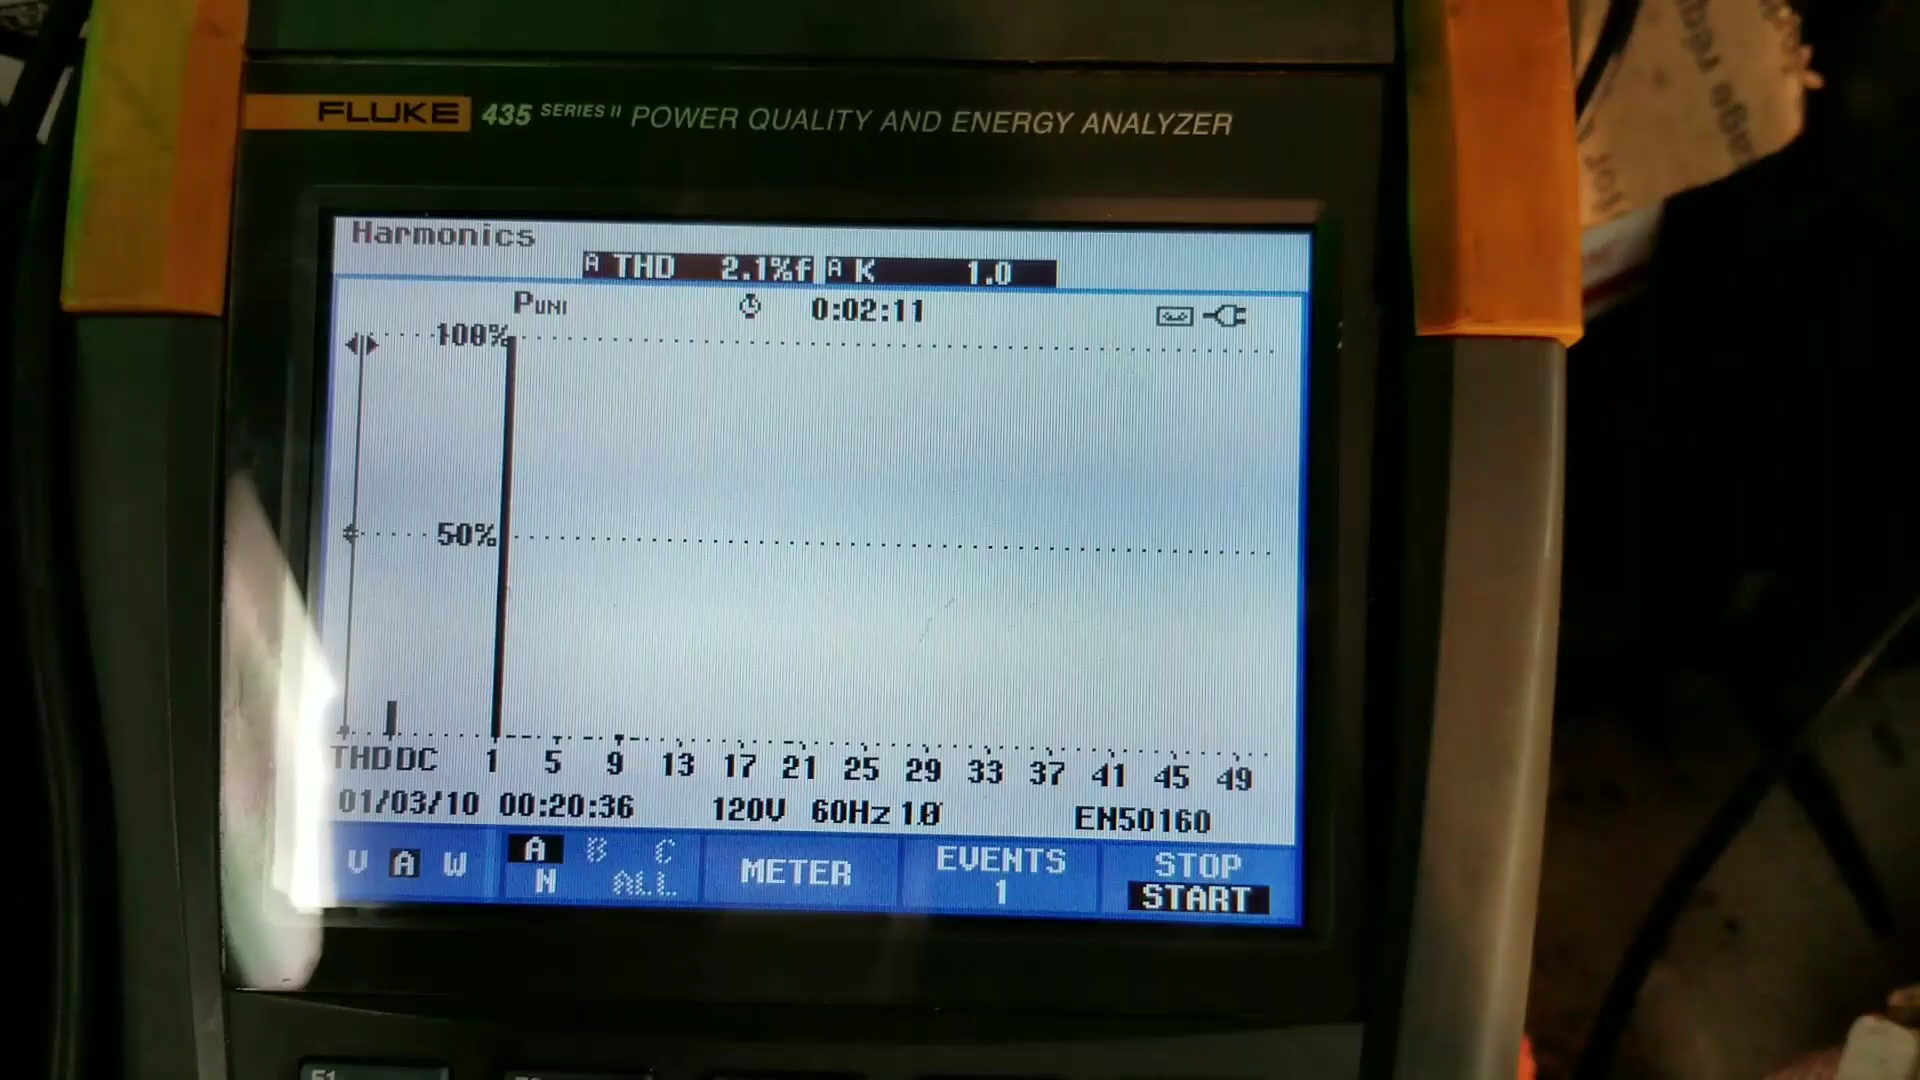 FLUKE 435 SERIES II POWER QUALITY AND ENERGY ANALYZER
Harmonics
A THD 2.1%f A K 1.0
PUNI 0:02:11
100%
50%
THD DC 1 5 9 13 17 21 25 29 33 37 41 45 49
01/03/10 00:20:36 120V 60Hz 1Ø EN50160
V A W A B C METER EVENTS STOP
N ALL 1 START
F1